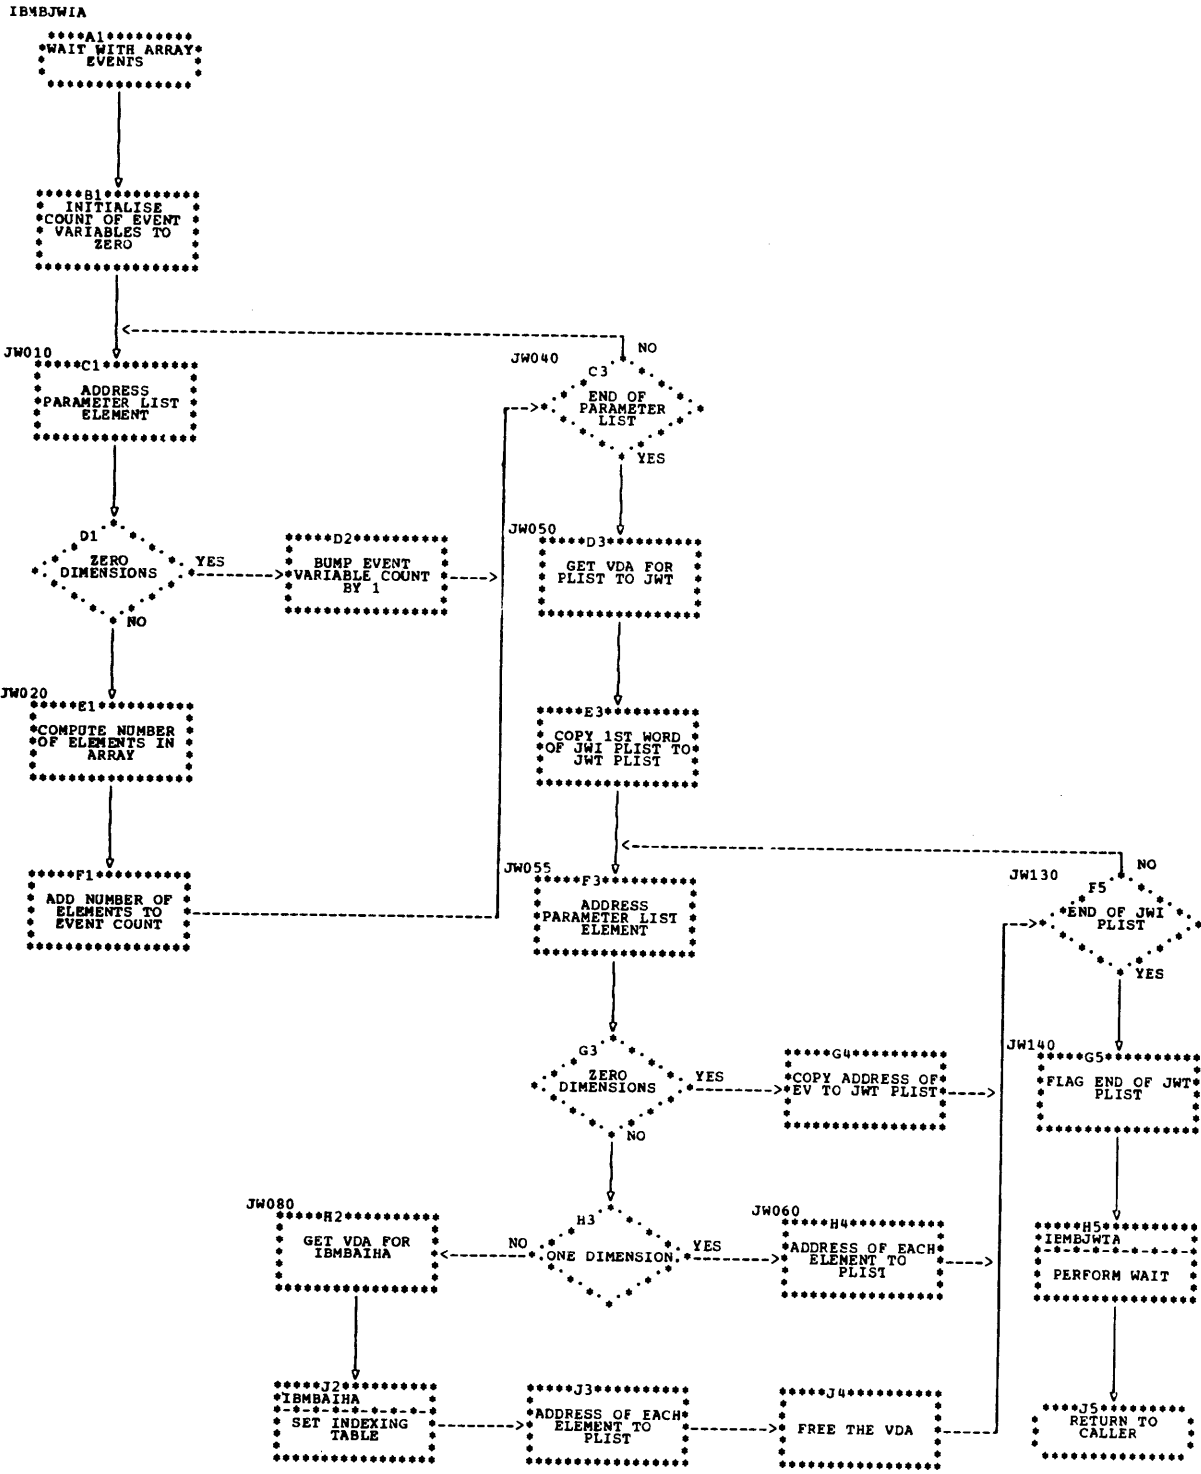 IBMBJWIA
A1
WAIT WITH ARRAY
EVENTS
B1
INITIALISE
COUNT OF EVENT
VARIABLES TO
ZERO
JW010
C1
ADDRESS
PARAMETER LIST
ELEMENT
JW040
NO
C3
END OF
PARAMETER
LIST
YES
D1
ZERO
DIMENSIONS
YES
NO
D2
BUMP EVENT
VARIABLE COUNT
BY 1
JW050
D3
GET VDA FOR
PLIST TO JWT
JW020
E1
COMPUTE NUMBER
OF ELEMENTS IN
ARRAY
E3
COPY 1ST WORD
OF JWI PLIST TO
JWT PLIST
F1
ADD NUMBER OF
ELEMENTS TO
EVENT COUNT
JW055
F3
ADDRESS
PARAMETER LIST
ELEMENT
JW130
NO
F5
END OF JWI
PLIST
YES
G3
ZERO
DIMENSIONS
YES
NO
G4
COPY ADDRESS OF
EV TO JWT PLIST
JW140
G5
FLAG END OF JWT
PLIST
JW080
H2
GET VDA FOR
IBMBAIHA
NO
H3
ONE DIMENSION
YES
JW060
H4
ADDRESS OF EACH
ELEMENT TO
PLIST
H5
IBMBJWTA
PERFORM WAIT
J2
IBMBAIHA
SET INDEXING
TABLE
J3
ADDRESS OF EACH
ELEMENT TO
PLIST
J4
FREE THE VDA
J5
RETURN TO
CALLER